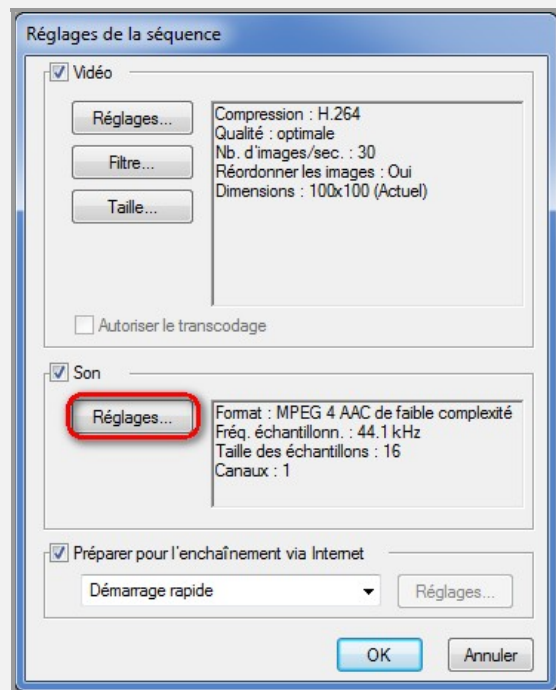 Réglages de la séquence
Vidéo
Réglages...
Filtre...
Taille...
Compression : H.264
Qualité : optimale
Nb. d'images/sec. : 30
Réordonner les images : Oui
Dimensions : 100x100 (Actuel)
Autoriser le transcodage
Son
Réglages...
Format : MPEG 4 AAC de faible complexité
Fréq. échantillonn. : 44.1 kHz
Taille des échantillons : 16
Canaux : 1
Préparer pour l'enchaînement via Internet
Démarrage rapide
Réglages...
OK
Annuler